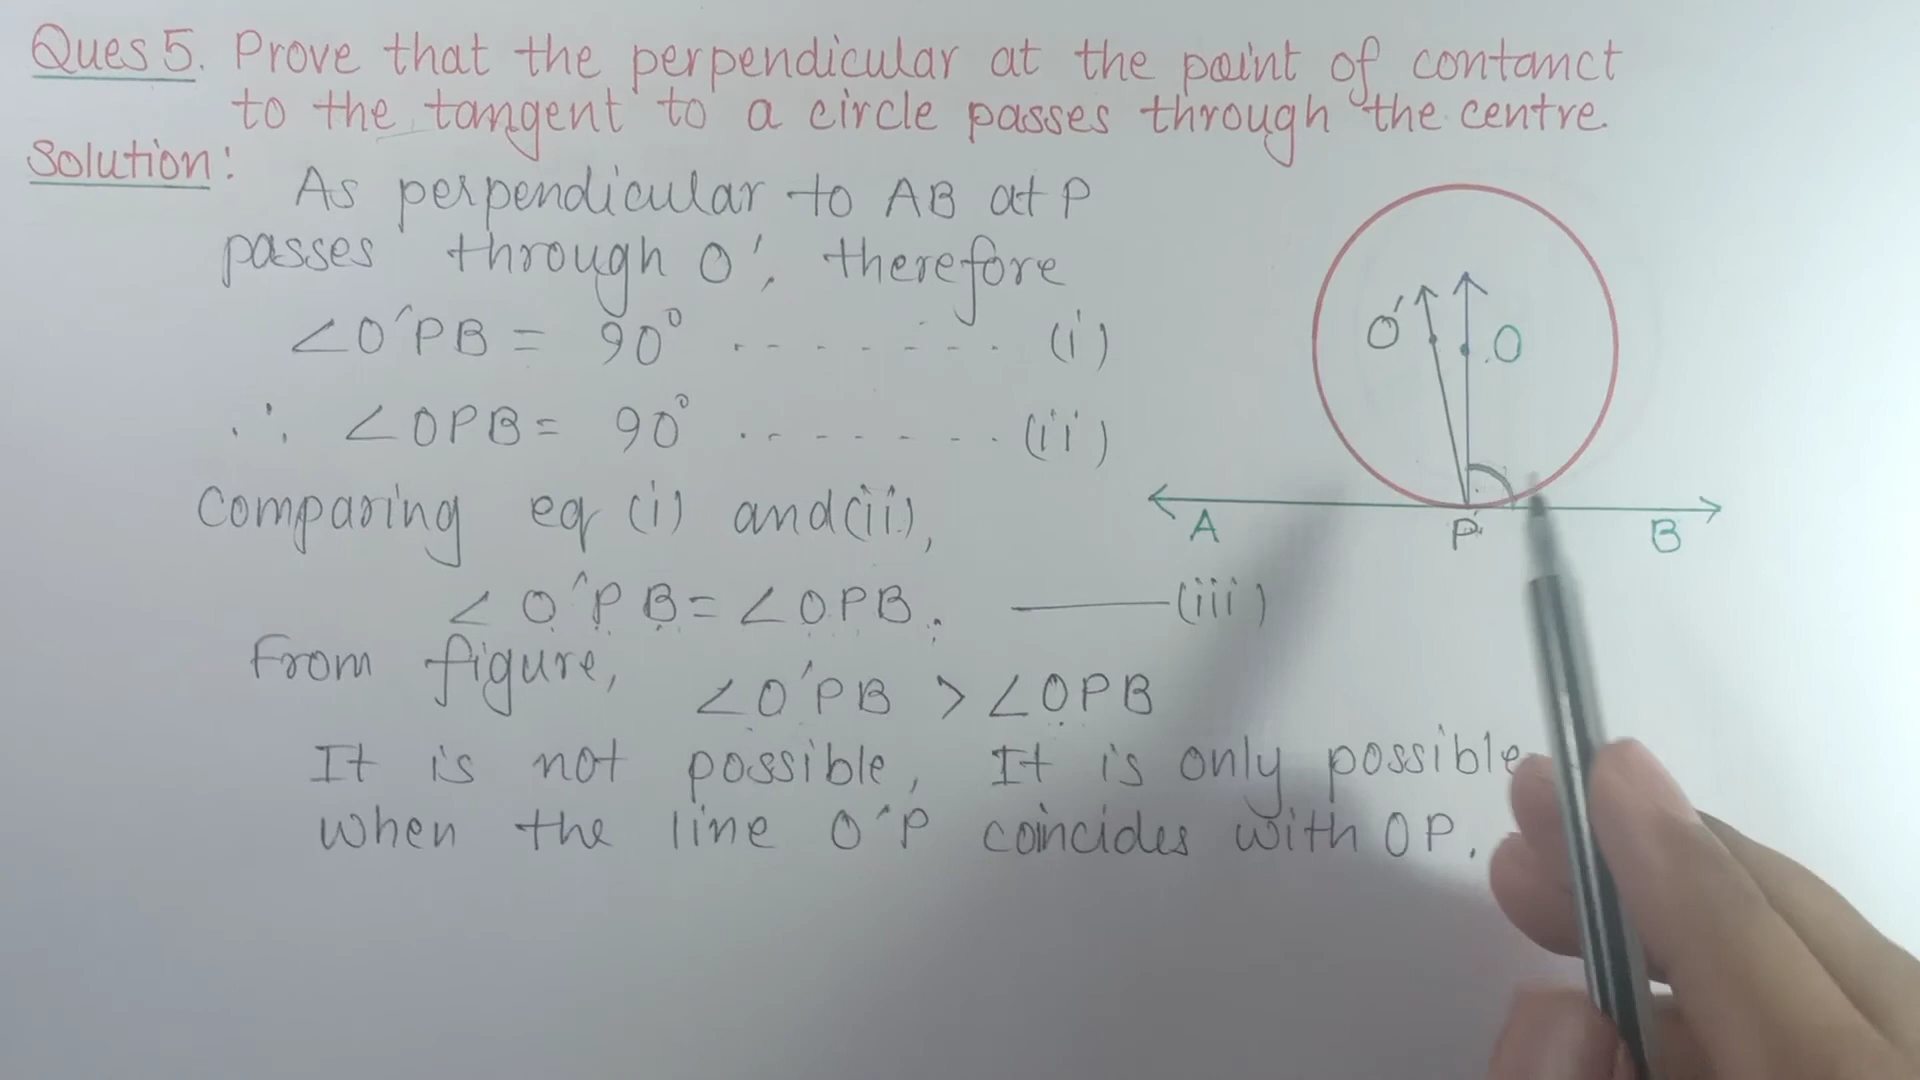 Ques 5. Prove that the perpendicular at the point of contanct
to the tangent to a circle passes through the centre.
Solution:
As perpendicular to AB at P
passes through O', therefore
∠O'PB = 90° ........ (i)
∴ ∠OPB = 90° ........ (ii)
Comparing eq (i) and (ii),
∠O'PB = ∠OPB. —— (iii)
From figure,
∠O'PB > ∠OPB
It is not possible, It is only possible
when the line O'P coincides with OP.
O' .O
A P B